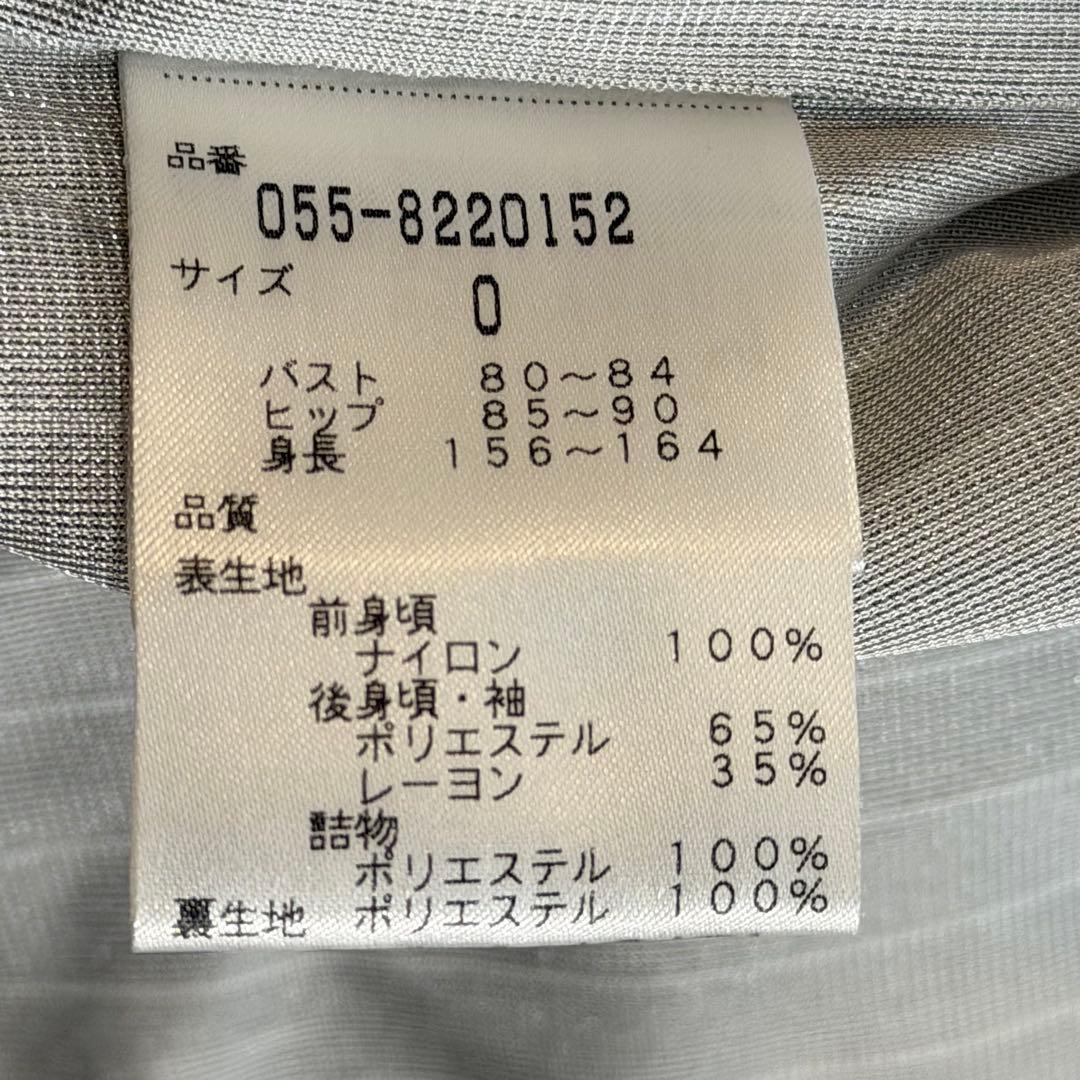 品番
055-8220152
サイズ 0
バスト 80～84
ヒップ 85～90
身長 156～164
品質
表生地
前身頃
ナイロン 100%
後身頃・袖
ポリエステル 65%
レーヨン 35%
詰物
ポリエステル 100%
裏生地 ポリエステル 100%